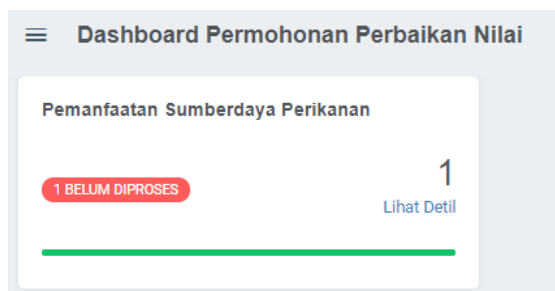 Dashboard Permohonan Perbaikan Nilai
Pemanfaatan Sumberdaya Perikanan
1 BELUM DIPROSES
1
Lihat Detil